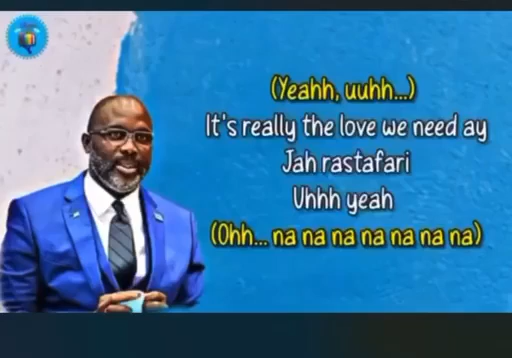 (Yeahh, uuhh...)
It's really the love we need ay
Jah rastafari
Uhhh yeah
(Ohh... na na na na na na na)